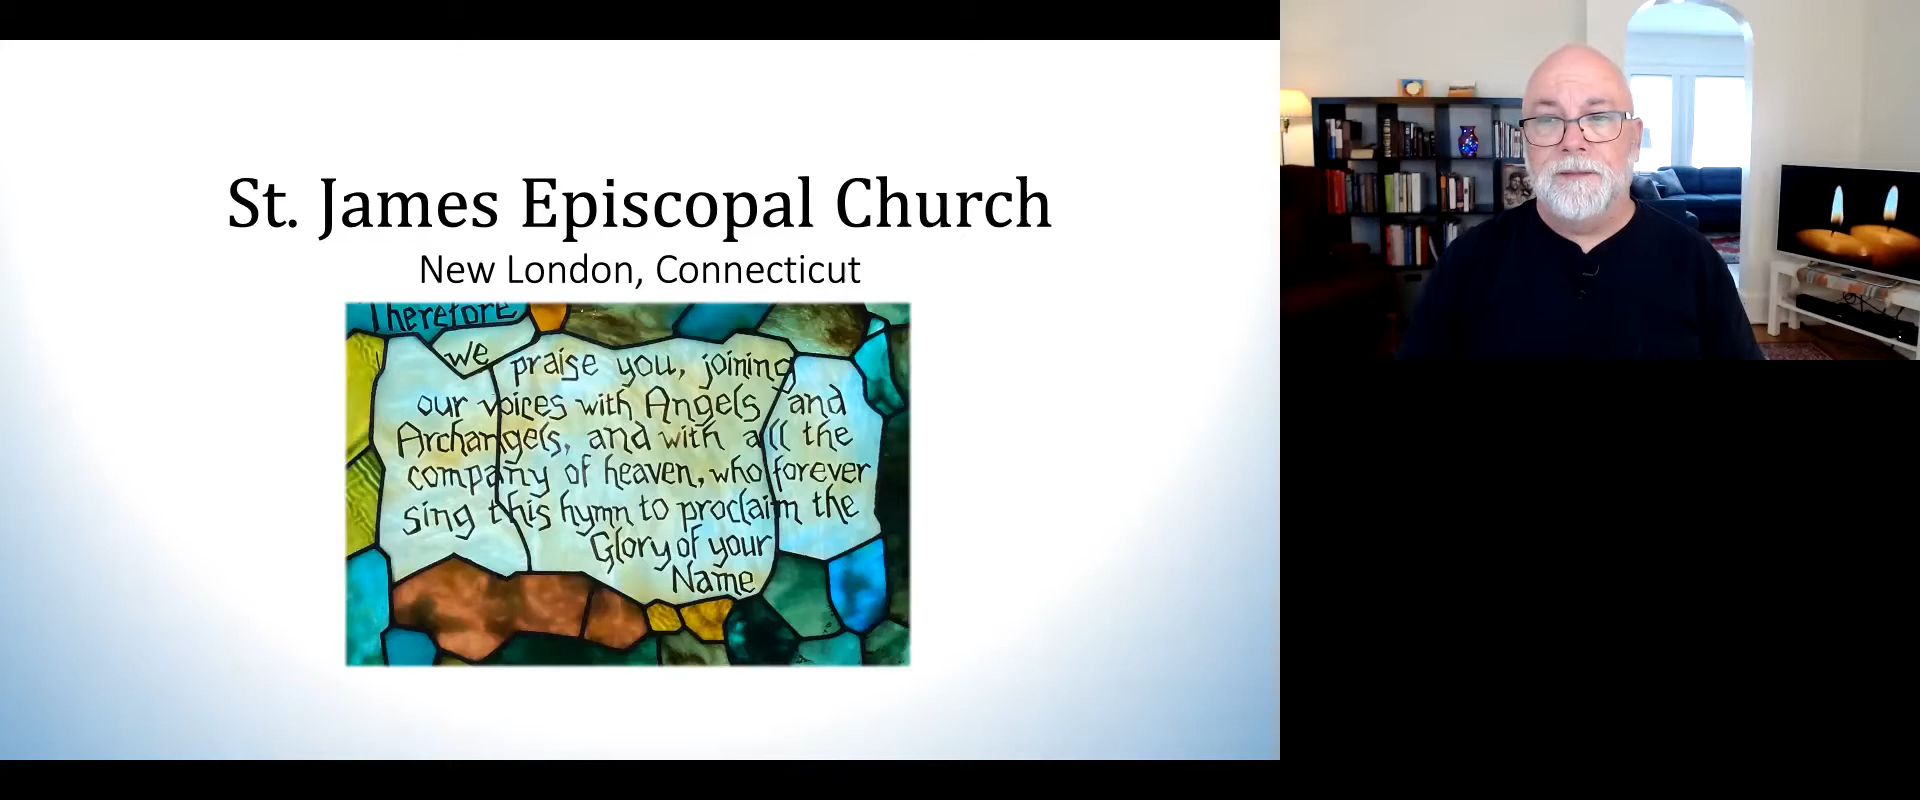 St. James Episcopal Church
New London, Connecticut
Therefore
we praise you, joining
our voices with Angels and
Archangels, and with all the
company of heaven, who forever
sing this hymn to proclaim the
Glory of your
Name